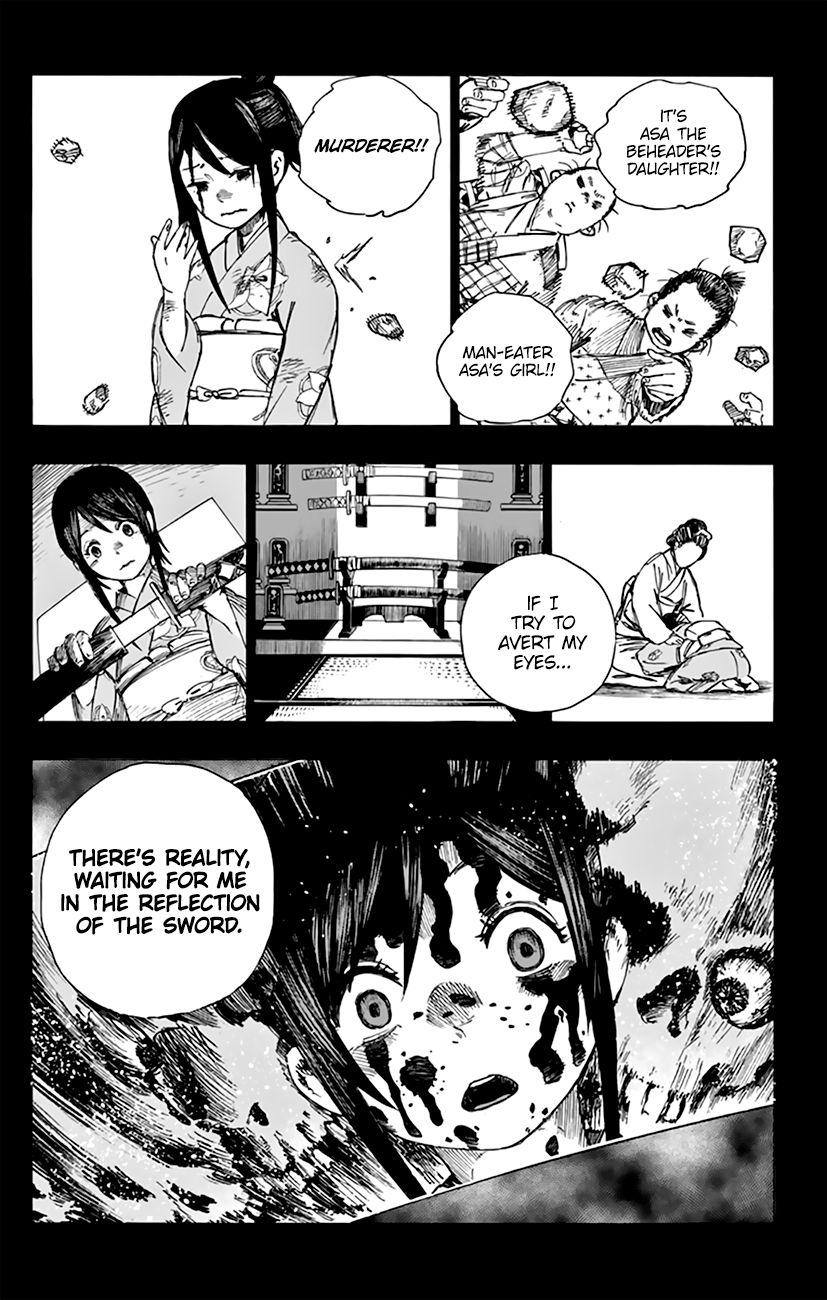 IT'S
ASA THE
BEHEADER'S
DAUGHTER!!
MAN-EATER
ASA'S GIRL!!
MURDERER!!
IF I
TRY TO
AVERT MY
EYES...
THERE'S REALITY,
WAITING FOR ME
IN THE REFLECTION
OF THE SWORD.